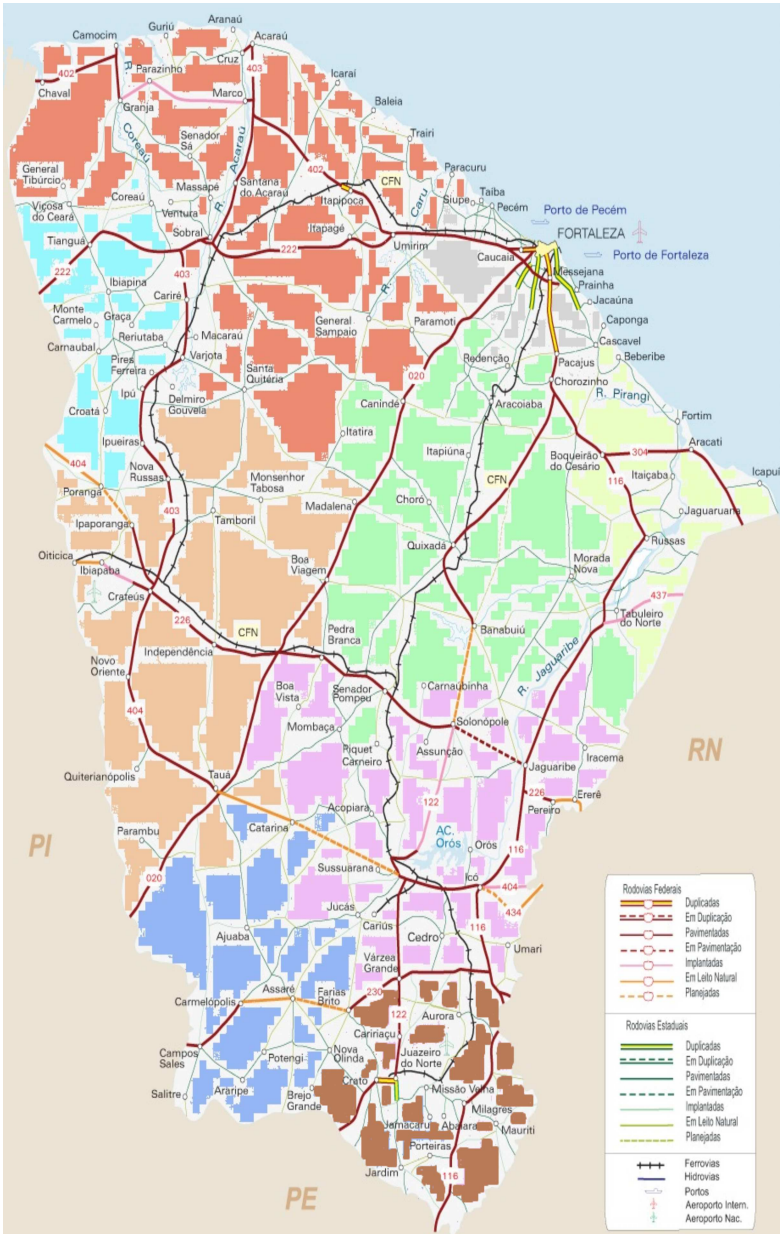 Aranaú
Guriú
Camocim
Acaraú
Cruz
R.
Parazinho
402
403
Icaraí
Chaval
Marco
Granja
Baleia
Coreaú
Senador
Sá
R. Acaraú
Trairi
General
Tibúrcio
402
CFN
Paracuru
Massapé
Santana
do Acaraú
Itapipoca
R. Caru
Taiba
Siupe
Pecém
Viçosa
do Ceará
Coreaú
Ventura
Porto de Pecém
Itapagé
Sobral
FORTALEZA
Tianguá
222
Umirim
Caucaia
Porto de Fortaleza
222
403
Messejana
Ibiapina
Cariré
Prainha
Jacaúna
Monte
Carmelo
Graça
General
Sampaio
Caponga
Reriutaba
Macaraú
Paramoti
Cascavel
Carnaubal
Varjota
Beberibe
Pires
Ferreira
Redenção
Pacajus
Santa
Quitéria
020
Chorozinho
Ipú
Delmiro
Gouvela
R. Pirangi
Canindé
Aracoiaba
Croatá
Fortim
Itatira
Ipueiras
Aracati
Itapiúna
Boqueirão
do Cesário
304
404
Nova
Russas
Monsenhor
Tabosa
CFN
116
Itaiçaba
Icapuí
Poranga
Choró
Madalena
403
Tamboril
Jaguaruana
Ipaporanga
Russas
Quixadá
Oiticica
Boa
Viagem
Morada
Nova
Ibiapaba
Crateús
437
226
Tabuleiro
do Norte
Banabuiú
CFN
Pedra
Branca
Independência
R. Jaguaribe
Novo
Oriente
Boa
Vista
Senador
Pompeu
Carnaúbinha
404
Solonópole
Mombaça
Assunção
Iracema
RN
Piquet
Carneiro
Jaguaribe
Quiterianópolis
Tauá
122
226
Ererê
Pereiro
Acopiara
Catarina
Parambu
AC.
Orós
PI
Orós
116
Sussuarana
Icó
020
404
434
Jucás
Cariús
116
Ajuaba
Cedro
Umari
Várzea
Grande
Assaré
Farias
Brito
230
Carmelópolis
122
Aurora
Caririaçu
Campos
Sales
Nova
Olinda
Juazeiro
do Norte
Potengi
Crato
Missão Velha
Salitre
Araripe
Brejo
Grande
Milagres
Jamacaru
Abaiara
Mauriti
Porteiras
Jardim
116
PE
Rodovias Federais
Duplicadas
Em Duplicação
Pavimentadas
Em Pavimentação
Implantadas
Em Leito Natural
Planejadas
Rodovias Estaduais
Duplicadas
Em Duplicação
Pavimentadas
Em Pavimentação
Implantadas
Em Leito Natural
Planejadas
Ferrovias
Hidrovias
Portos
Aeroporto Intern.
Aeroporto Nac.